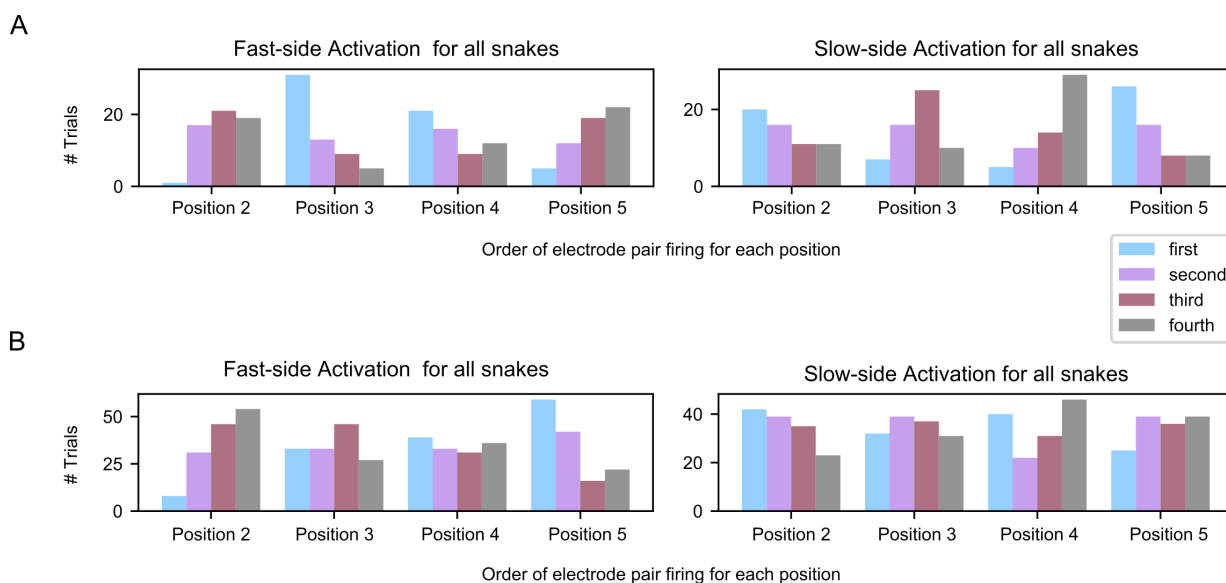 A
Fast-side Activation  for all snakes
Slow-side Activation for all snakes
# Trials
20
0
20
0
Position 2 Position 3 Position 4 Position 5
Position 2 Position 3 Position 4 Position 5
Order of electrode pair firing for each position
first
second
third
fourth
B
Fast-side Activation  for all snakes
Slow-side Activation for all snakes
# Trials
50
25
0
40
20
0
Position 2 Position 3 Position 4 Position 5
Position 2 Position 3 Position 4 Position 5
Order of electrode pair firing for each position